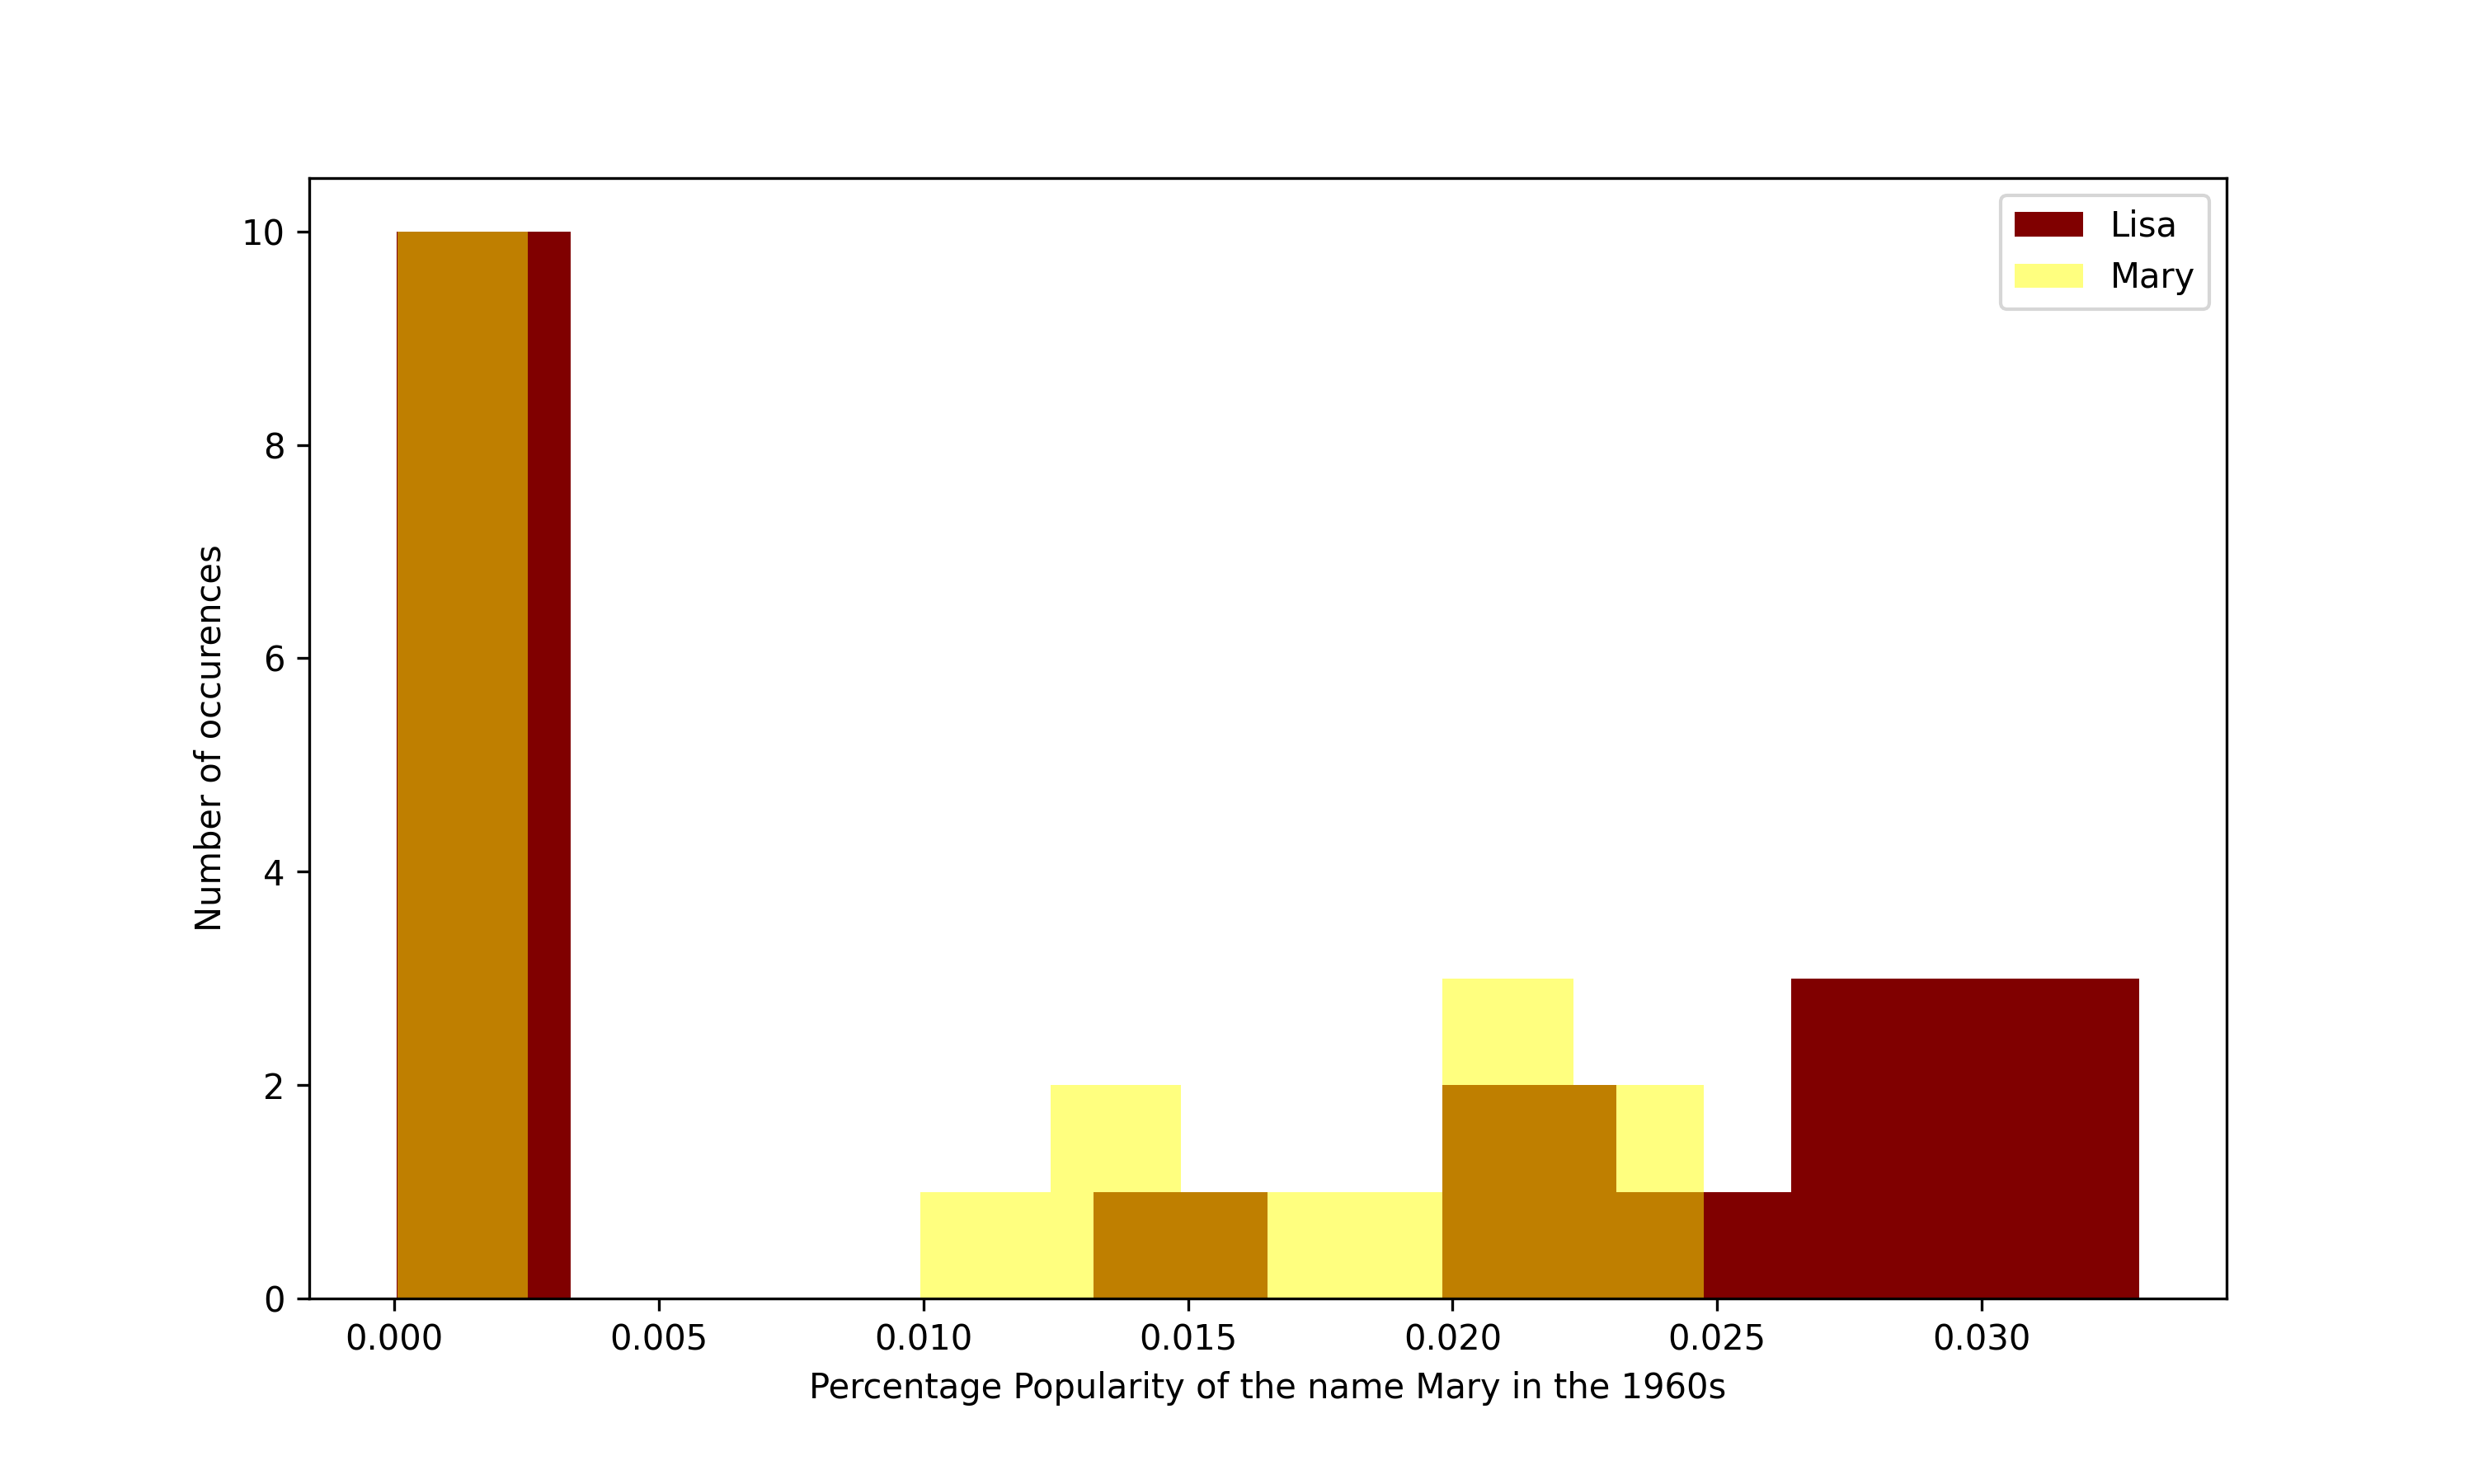 Lisa
Mary
10
8
6
4
2
0
Number of occurences
0.000 0.005 0.010 0.015 0.020 0.025 0.030
Percentage Popularity of the name Mary in the 1960s